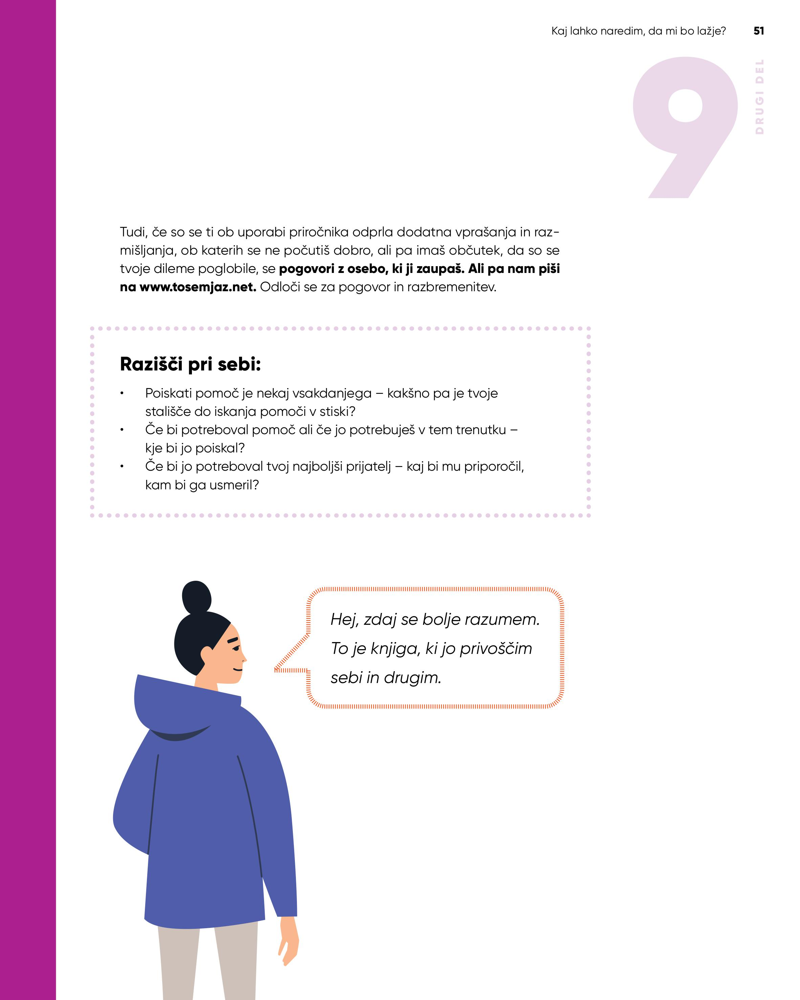 Kaj lahko naredim, da mi bo lažje? 51
9
DRUGI DEL
Tudi, če so se ti ob uporabi priročnika odprla dodatna vprašanja in raz-
mišljanja, ob katerih se ne počutiš dobro, ali pa imaš občutek, da so se
tvoje dileme poglobile, se pogovori z osebo, ki ji zaupaš. Ali pa nam piši
na www.tosemjaz.net. Odloči se za pogovor in razbremenitev.
Razišči pri sebi:
• Poiskati pomoč je nekaj vsakdanjega – kakšno pa je tvoje
stališče do iskanja pomoči v stiski?
• Če bi potreboval pomoč ali če jo potrebuješ v tem trenutku –
kje bi jo poiskal?
• Če bi jo potreboval tvoj najboljši prijatelj – kaj bi mu priporočil,
kam bi ga usmeril?
Hej, zdaj se bolje razumem.
To je knjiga, ki jo privoščim
sebi in drugim.